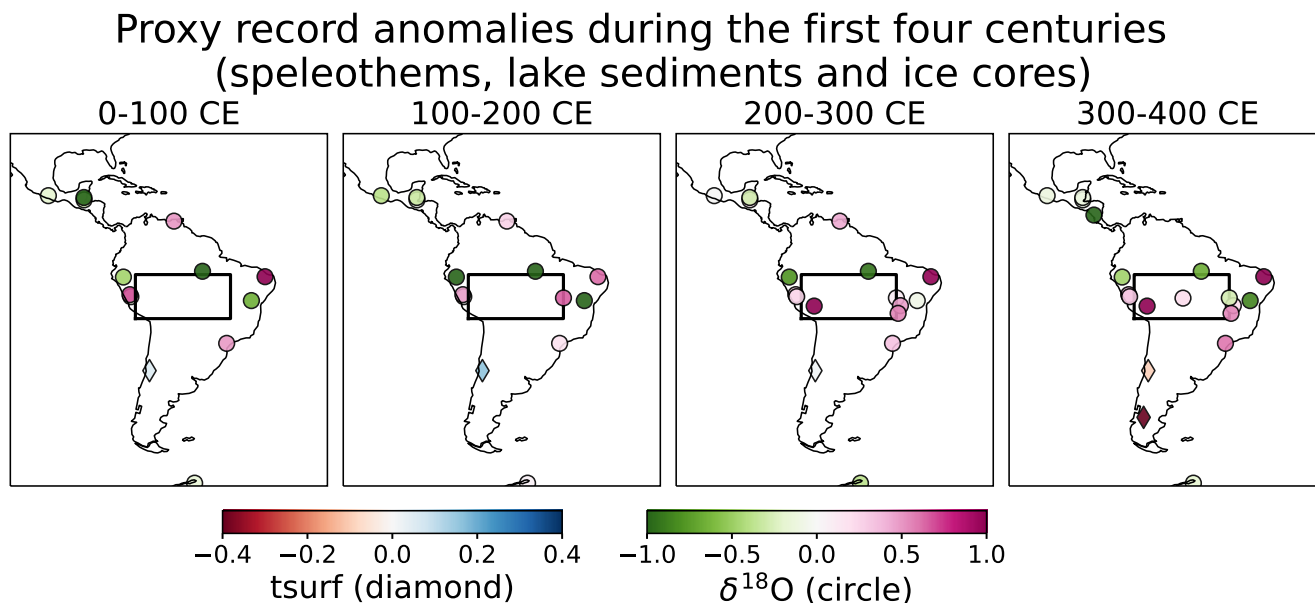 Proxy record anomalies during the first four centuries
(speleothems, lake sediments and ice cores)
0-100 CE 100-200 CE 200-300 CE 300-400 CE
−0.4 −0.2 0.0 0.2 0.4 −1.0 −0.5 0.0 0.5 1.0
tsurf (diamond) δ¹⁸O (circle)